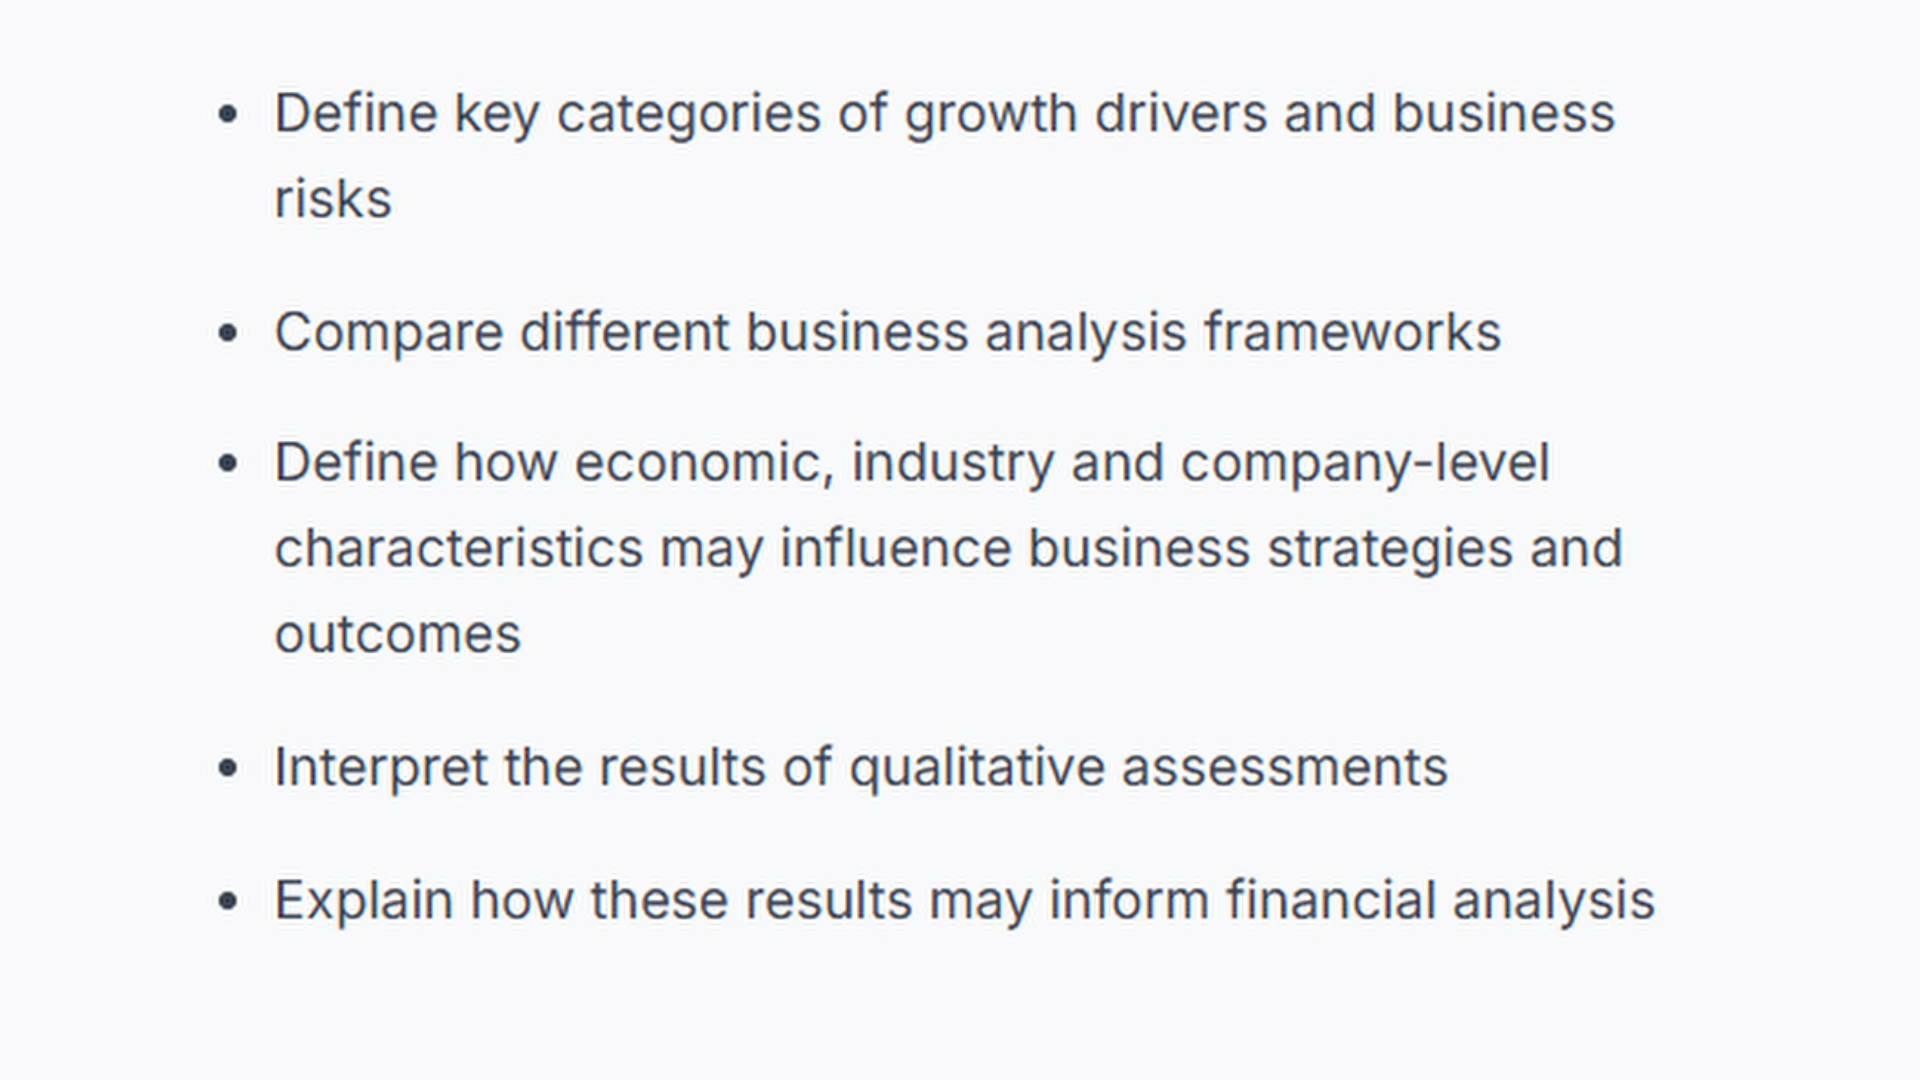 • Define key categories of growth drivers and business
risks
• Compare different business analysis frameworks
• Define how economic, industry and company-level
characteristics may influence business strategies and
outcomes
• Interpret the results of qualitative assessments
• Explain how these results may inform financial analysis